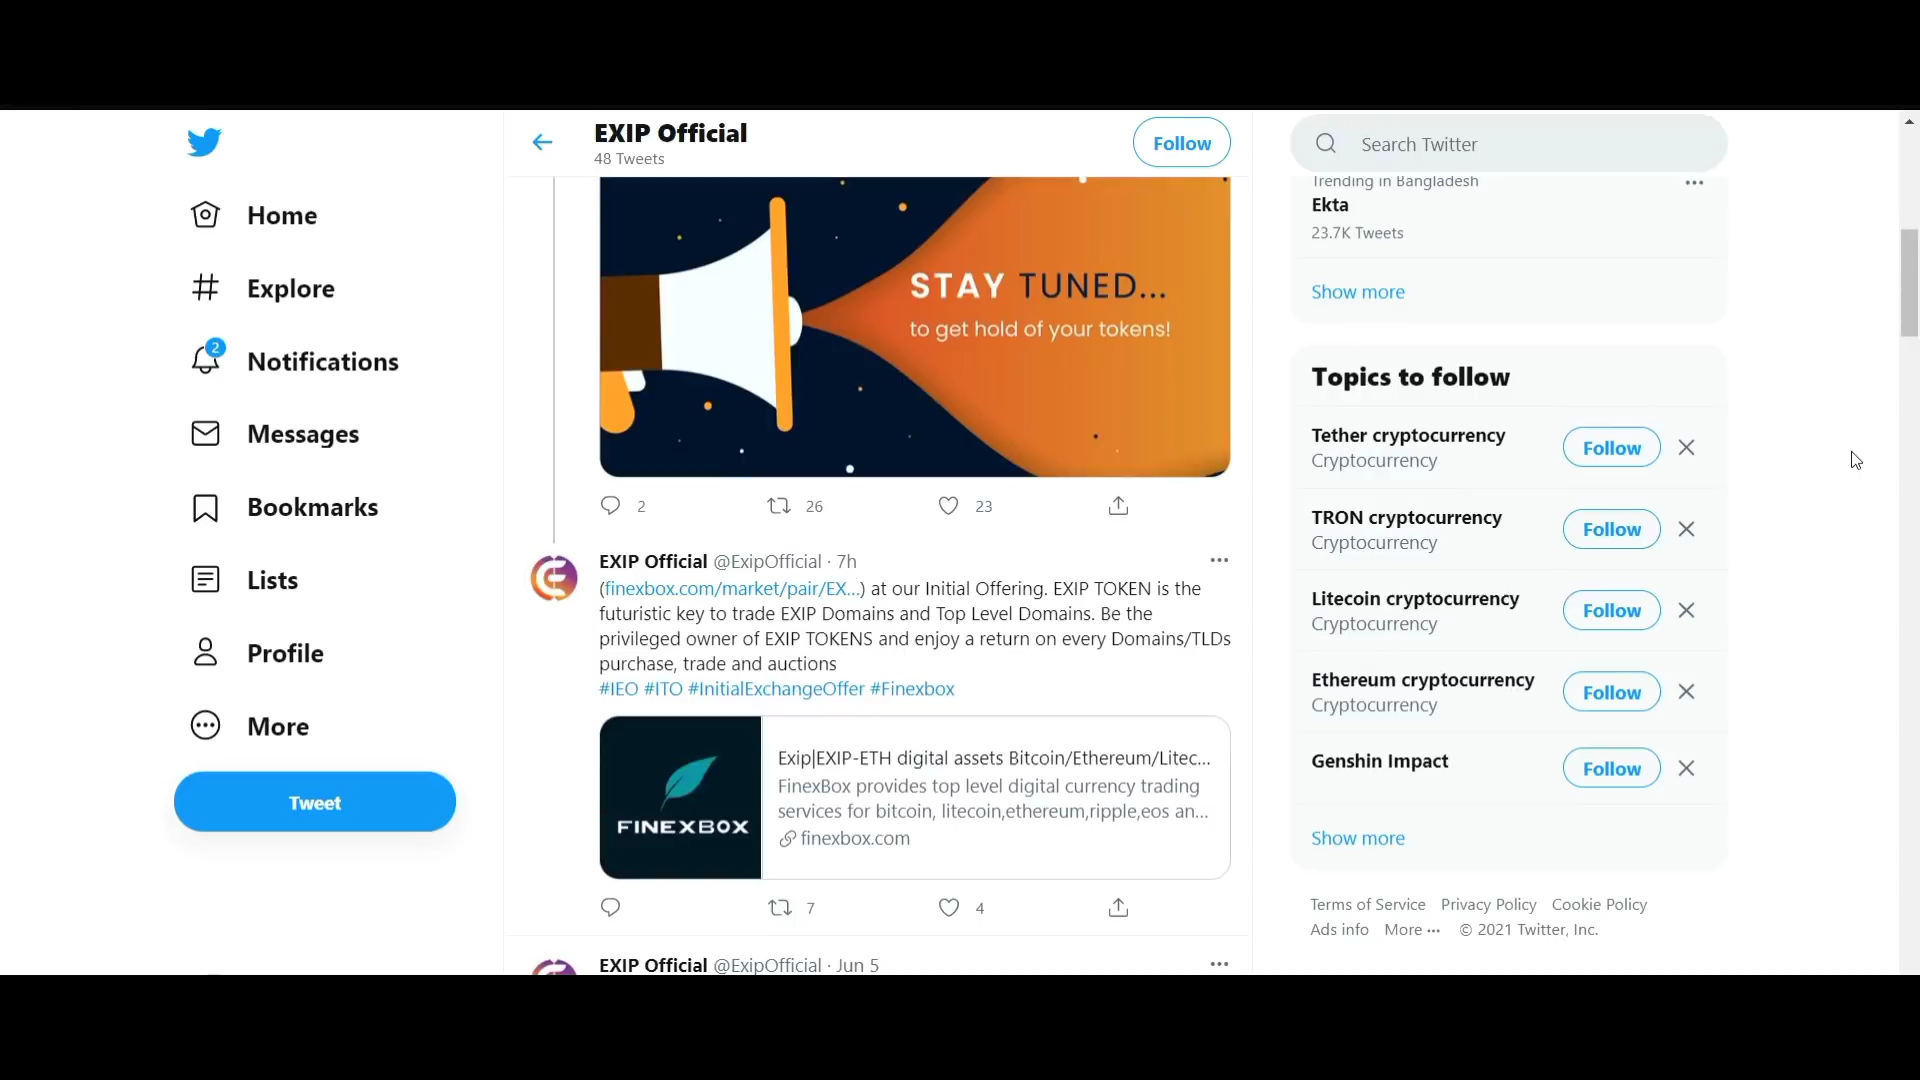 Home
Explore
2
Notifications
Messages
Bookmarks
Lists
Profile
More
Tweet
EXIP Official
48 Tweets
Follow
STAY TUNED...
to get hold of your tokens!
2 26 23
EXIP Official @ExipOfficial · 7h
(finexbox.com/market/pair/EX...) at our Initial Offering. EXIP TOKEN is the
futuristic key to trade EXIP Domains and Top Level Domains. Be the
privileged owner of EXIP TOKENS and enjoy a return on every Domains/TLDs
purchase, trade and auctions
#IEO #ITO #InitialExchangeOffer #Finexbox
FINEXBOX
Exip|EXIP-ETH digital assets Bitcoin/Ethereum/Litec...
FinexBox provides top level digital currency trading
services for bitcoin, litecoin,ethereum,ripple,eos an...
finexbox.com
7 4
EXIP Official @ExipOfficial · Jun 5
Search Twitter
Trending in Bangladesh
Ekta
23.7K Tweets
Show more
Topics to follow
Tether cryptocurrency
Cryptocurrency
Follow
TRON cryptocurrency
Cryptocurrency
Follow
Litecoin cryptocurrency
Cryptocurrency
Follow
Ethereum cryptocurrency
Cryptocurrency
Follow
Genshin Impact
Follow
Show more
Terms of Service Privacy Policy Cookie Policy
Ads info More ··· © 2021 Twitter, Inc.